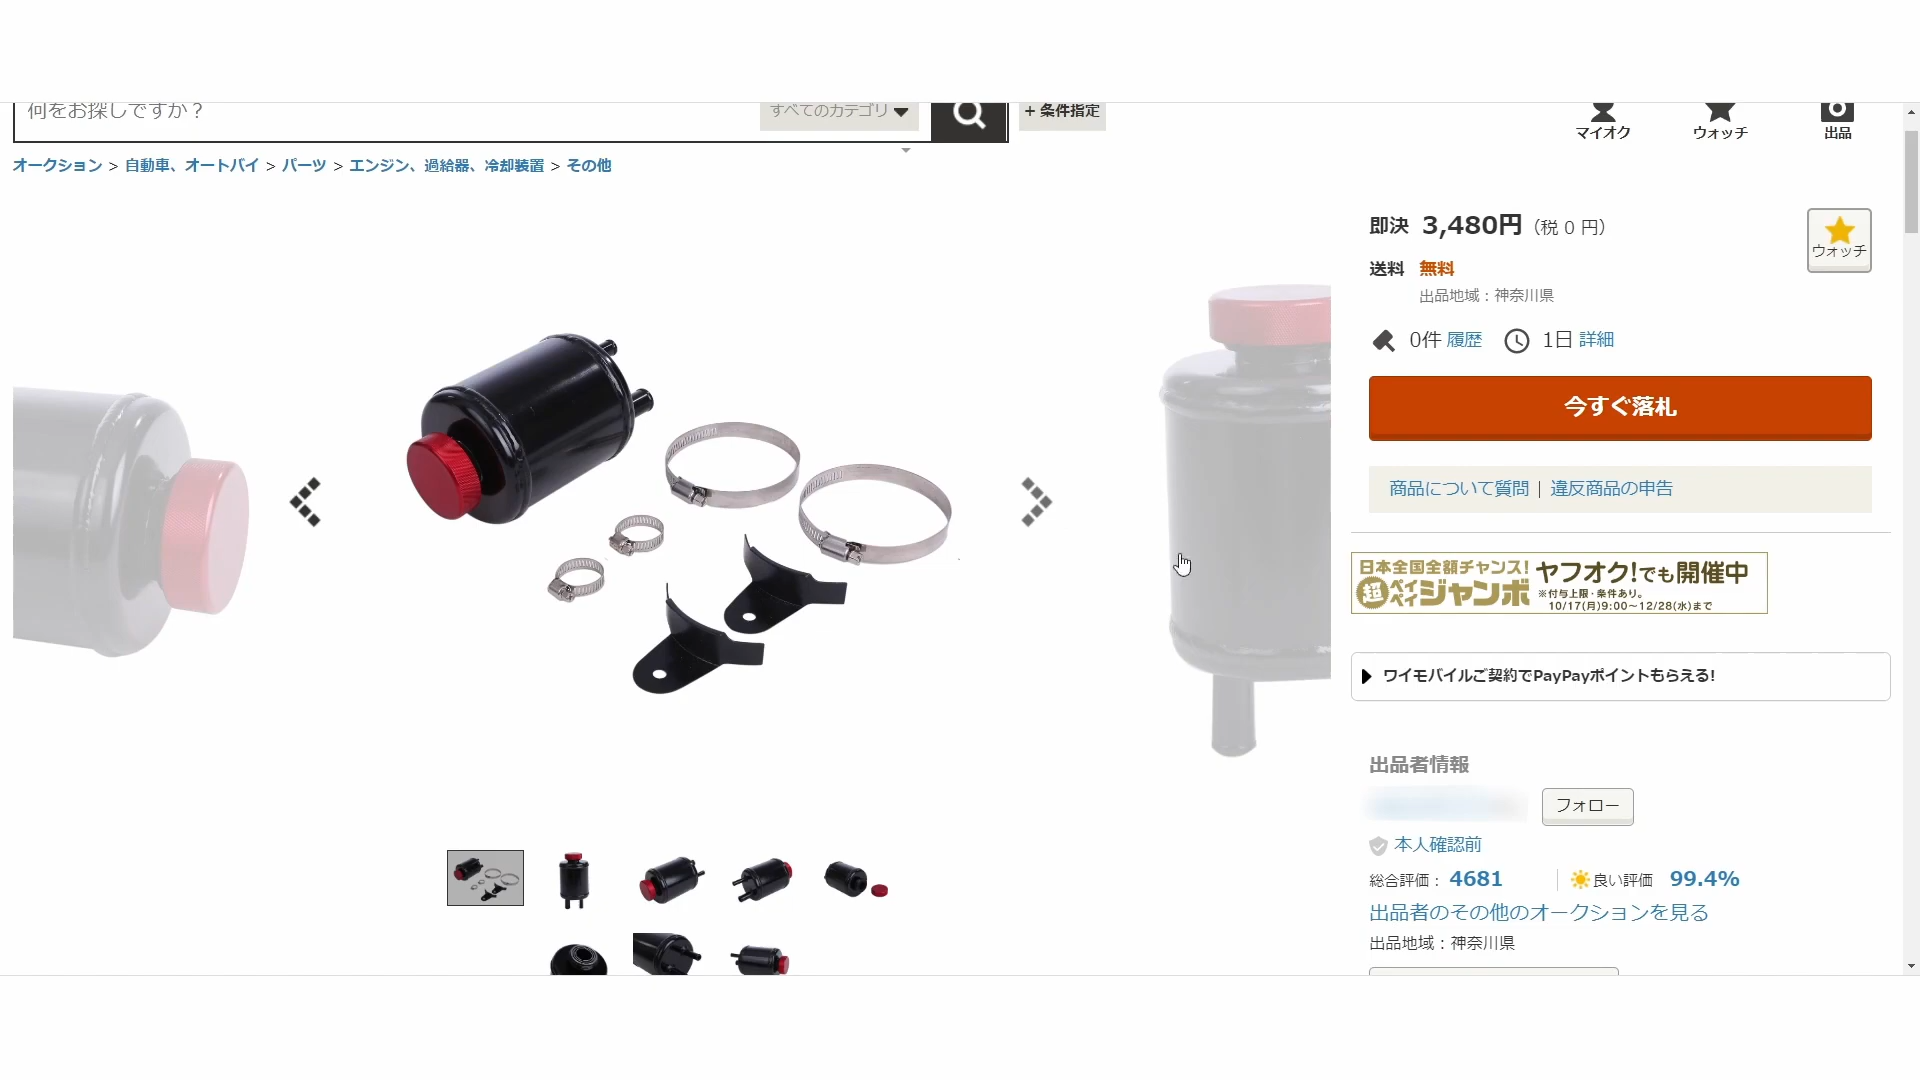 何をお探しですか？
すべてのカテゴリ
+ 条件指定
マイオク
ウォッチ
出品
オークション > 自動車、オートバイ > パーツ > エンジン、過給器、冷却装置 > その他
即決 3,480円（税 0 円）
ウォッチ
送料 無料
出品地域：神奈川県
0件 履歴 1日 詳細
今すぐ落札
商品について質問 | 違反商品の申告
日本全国全額チャンス！
超ペイペイジャンボ
ヤフオク!でも開催中
※付与上限・条件あり。
10/17(月)9:00～12/28(水)まで
ワイモバイルご契約でPayPayポイントもらえる!
出品者情報
フォロー
本人確認前
総合評価： 4681 良い評価 99.4%
出品者のその他のオークションを見る
出品地域：神奈川県